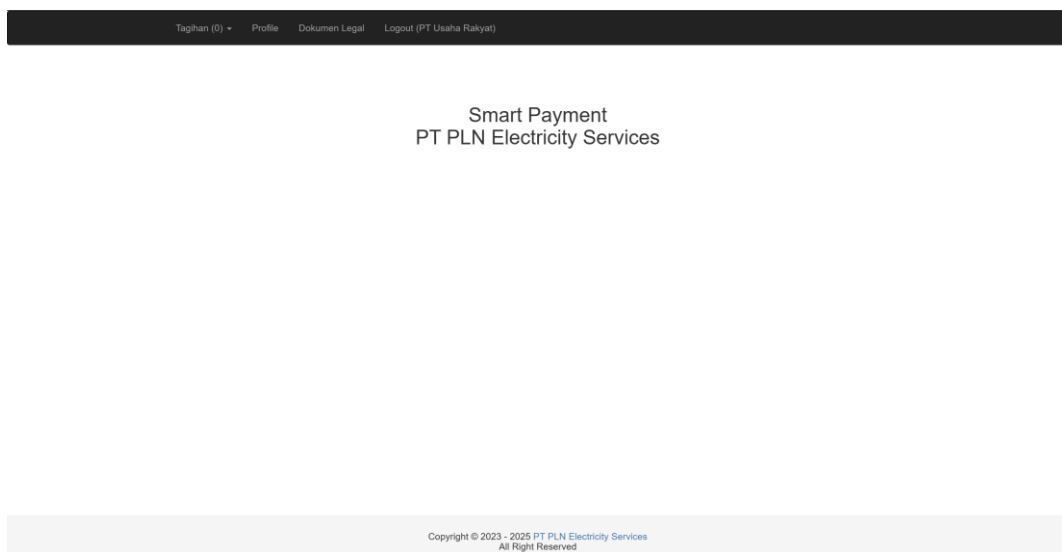 Tagihan (0) Profile Dokumen Legal Logout (PT Usaha Rakyat)
Smart Payment
PT PLN Electricity Services
Copyright © 2023 - 2025 PT PLN Electricity Services
All Right Reserved